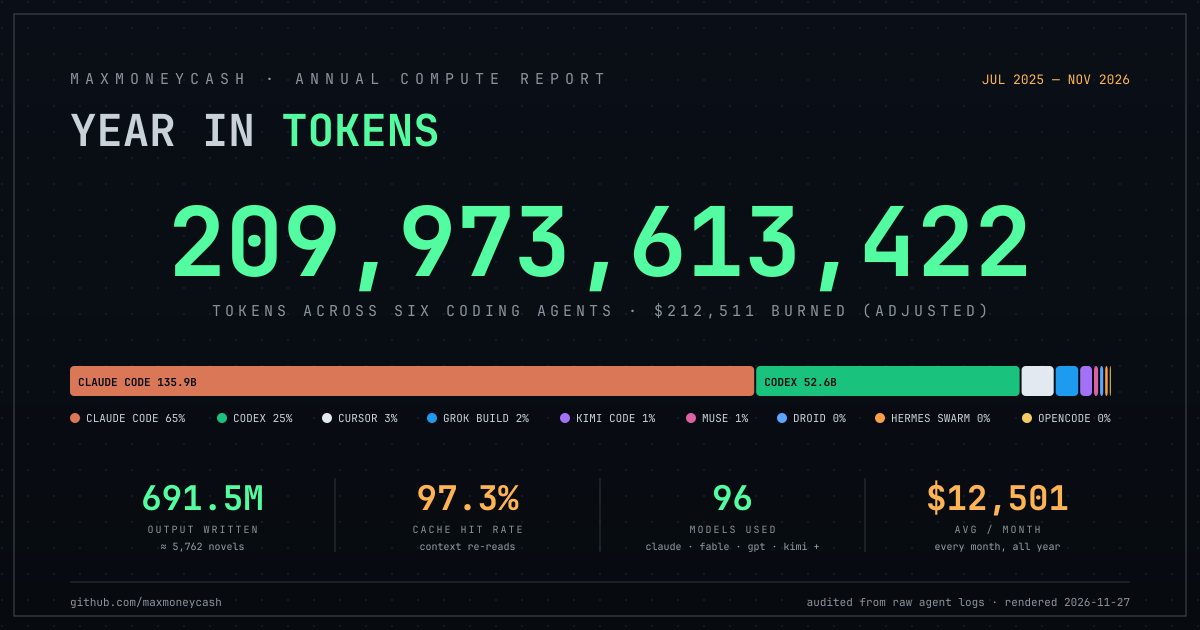 MAXMONEYCASH · ANNUAL COMPUTE REPORT
JUL 2025 — NOV 2026
YEAR IN TOKENS
209,973,613,422
TOKENS ACROSS SIX CODING AGENTS · $212,511 BURNED (ADJUSTED)
CLAUDE CODE 135.9B
CODEX 52.6B
CLAUDE CODE 65%
CODEX 25%
CURSOR 3%
GROK BUILD 2%
KIMI CODE 1%
MUSE 1%
DROID 0%
HERMES SWARM 0%
OPENCODE 0%
691.5M
OUTPUT WRITTEN
≈ 5,762 novels
97.3%
CACHE HIT RATE
context re-reads
96
MODELS USED
claude · fable · gpt · kimi +
$12,501
AVG / MONTH
every month, all year
github.com/maxmoneycash
audited from raw agent logs · rendered 2026-11-27